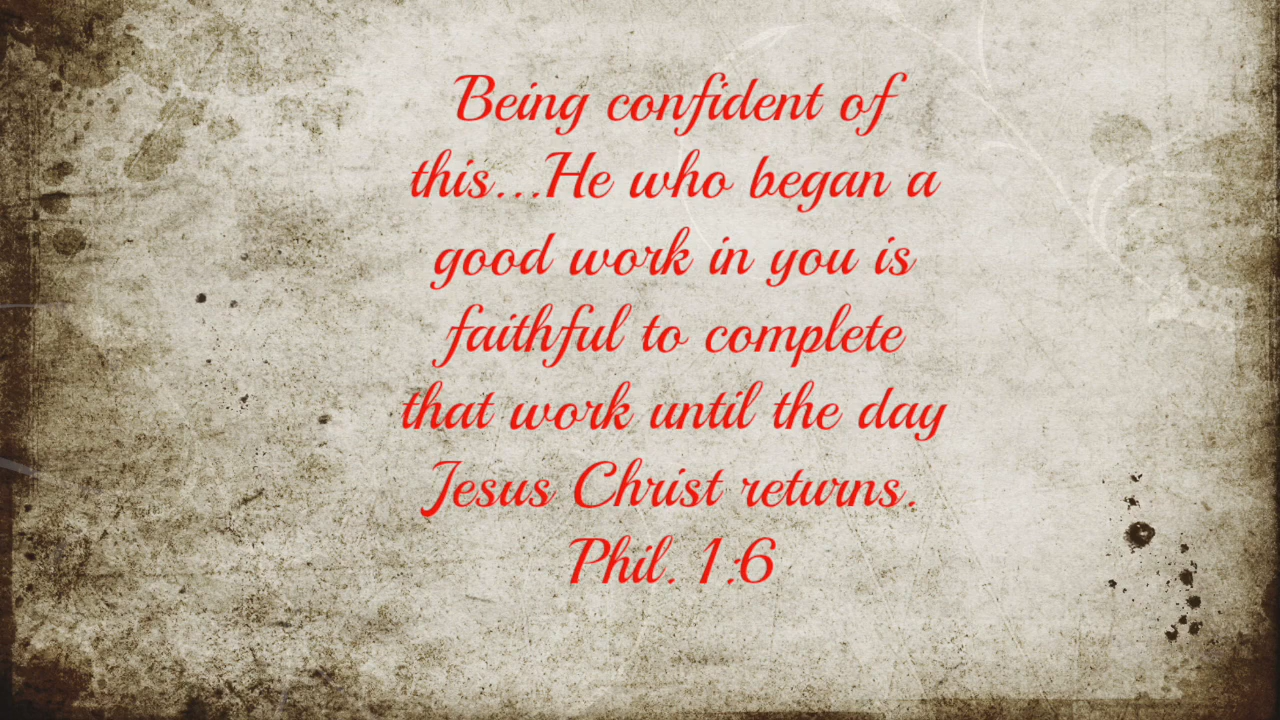 Being confident of
this...He who began a
good work in you is
faithful to complete
that work until the day
Jesus Christ returns.
Phil. 1:6